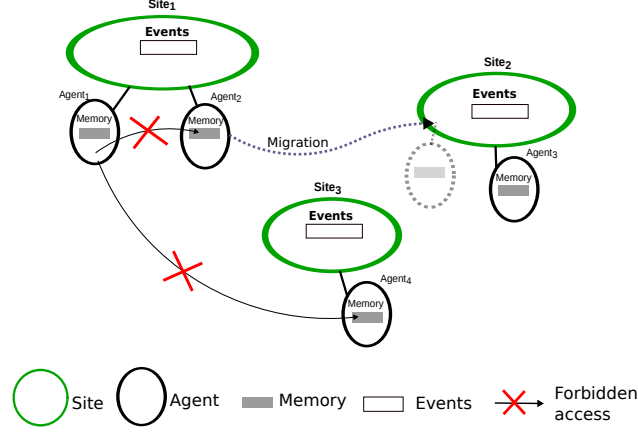 Site1
Events
Agent1
Agent2
Memory
Memory
Migration
Site2
Events
Agent3
Memory
Site3
Events
Agent4
Memory
Site
Agent
Memory
Events
Forbidden
access